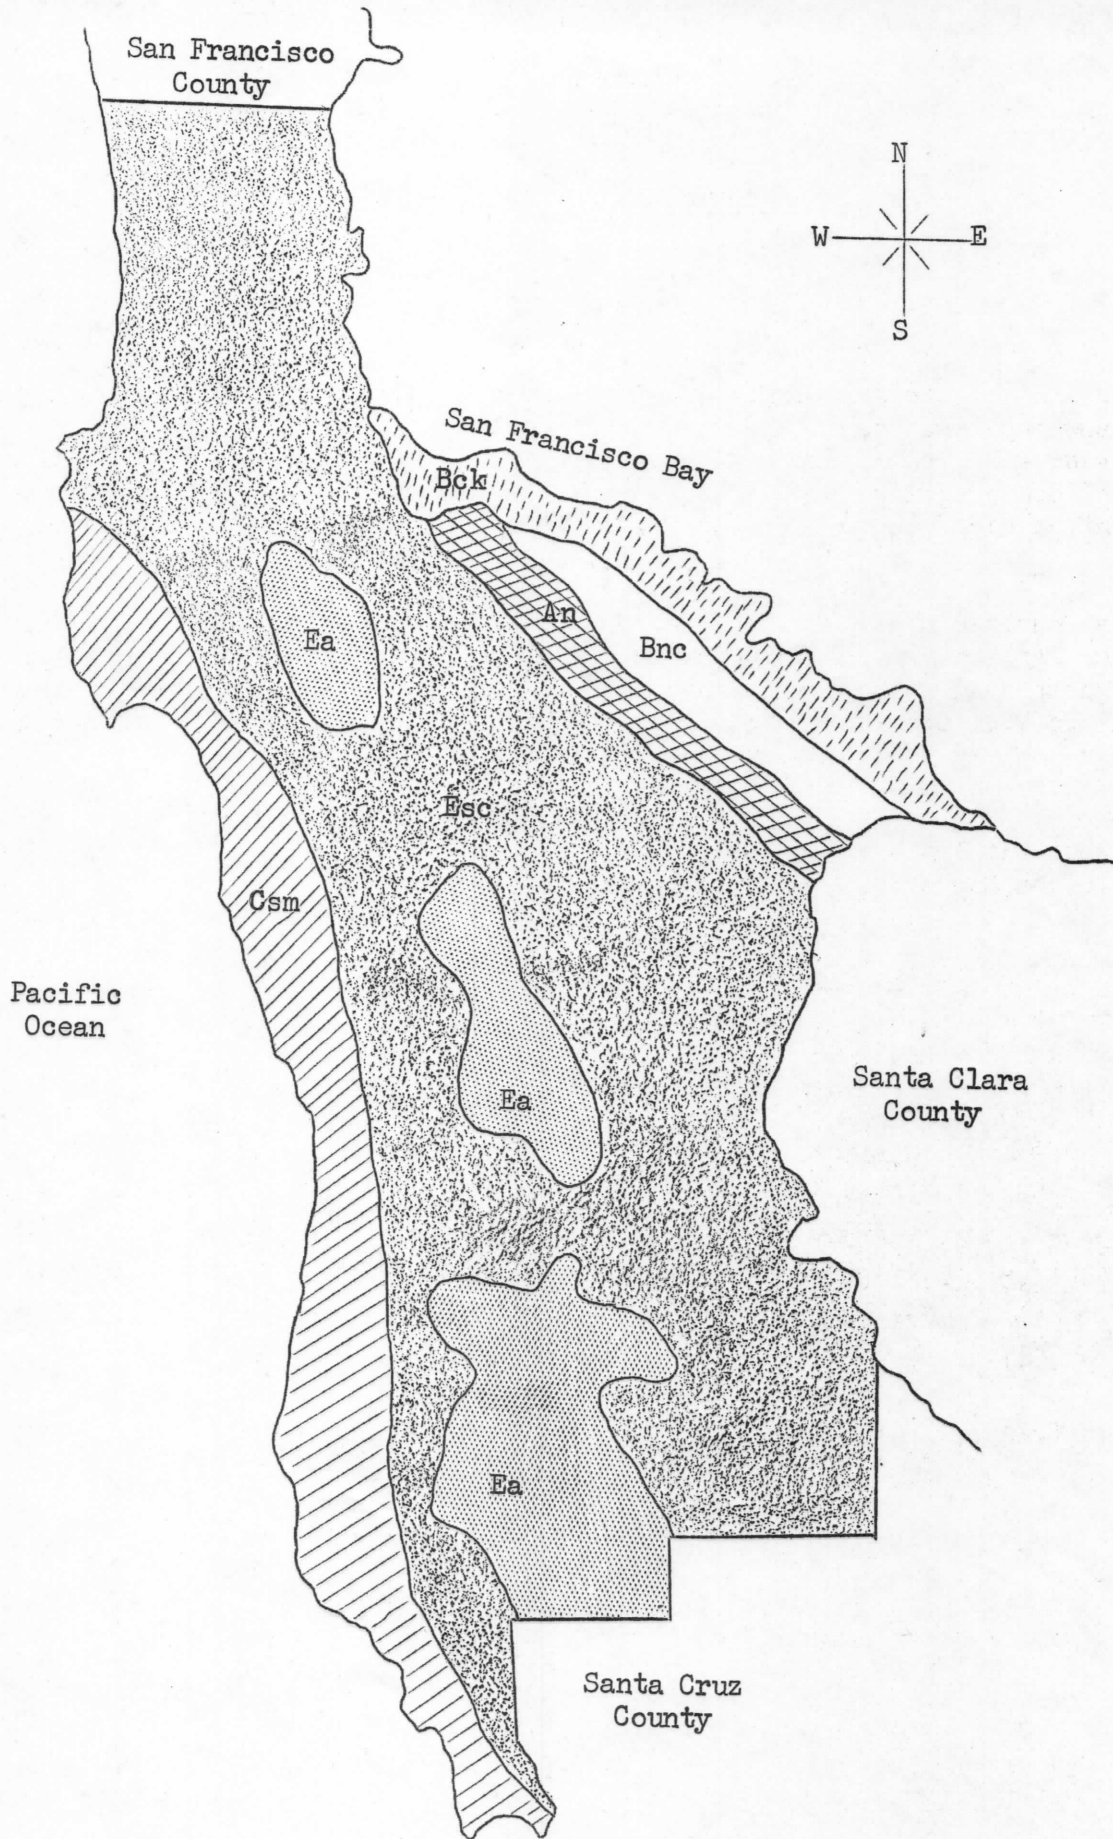 San Francisco
County
N
W
E
S
San Francisco Bay
Bck
An
Bnc
Ea
Esc
Csm
Pacific
Ocean
Ea
Santa Clara
County
Ea
Santa Cruz
County